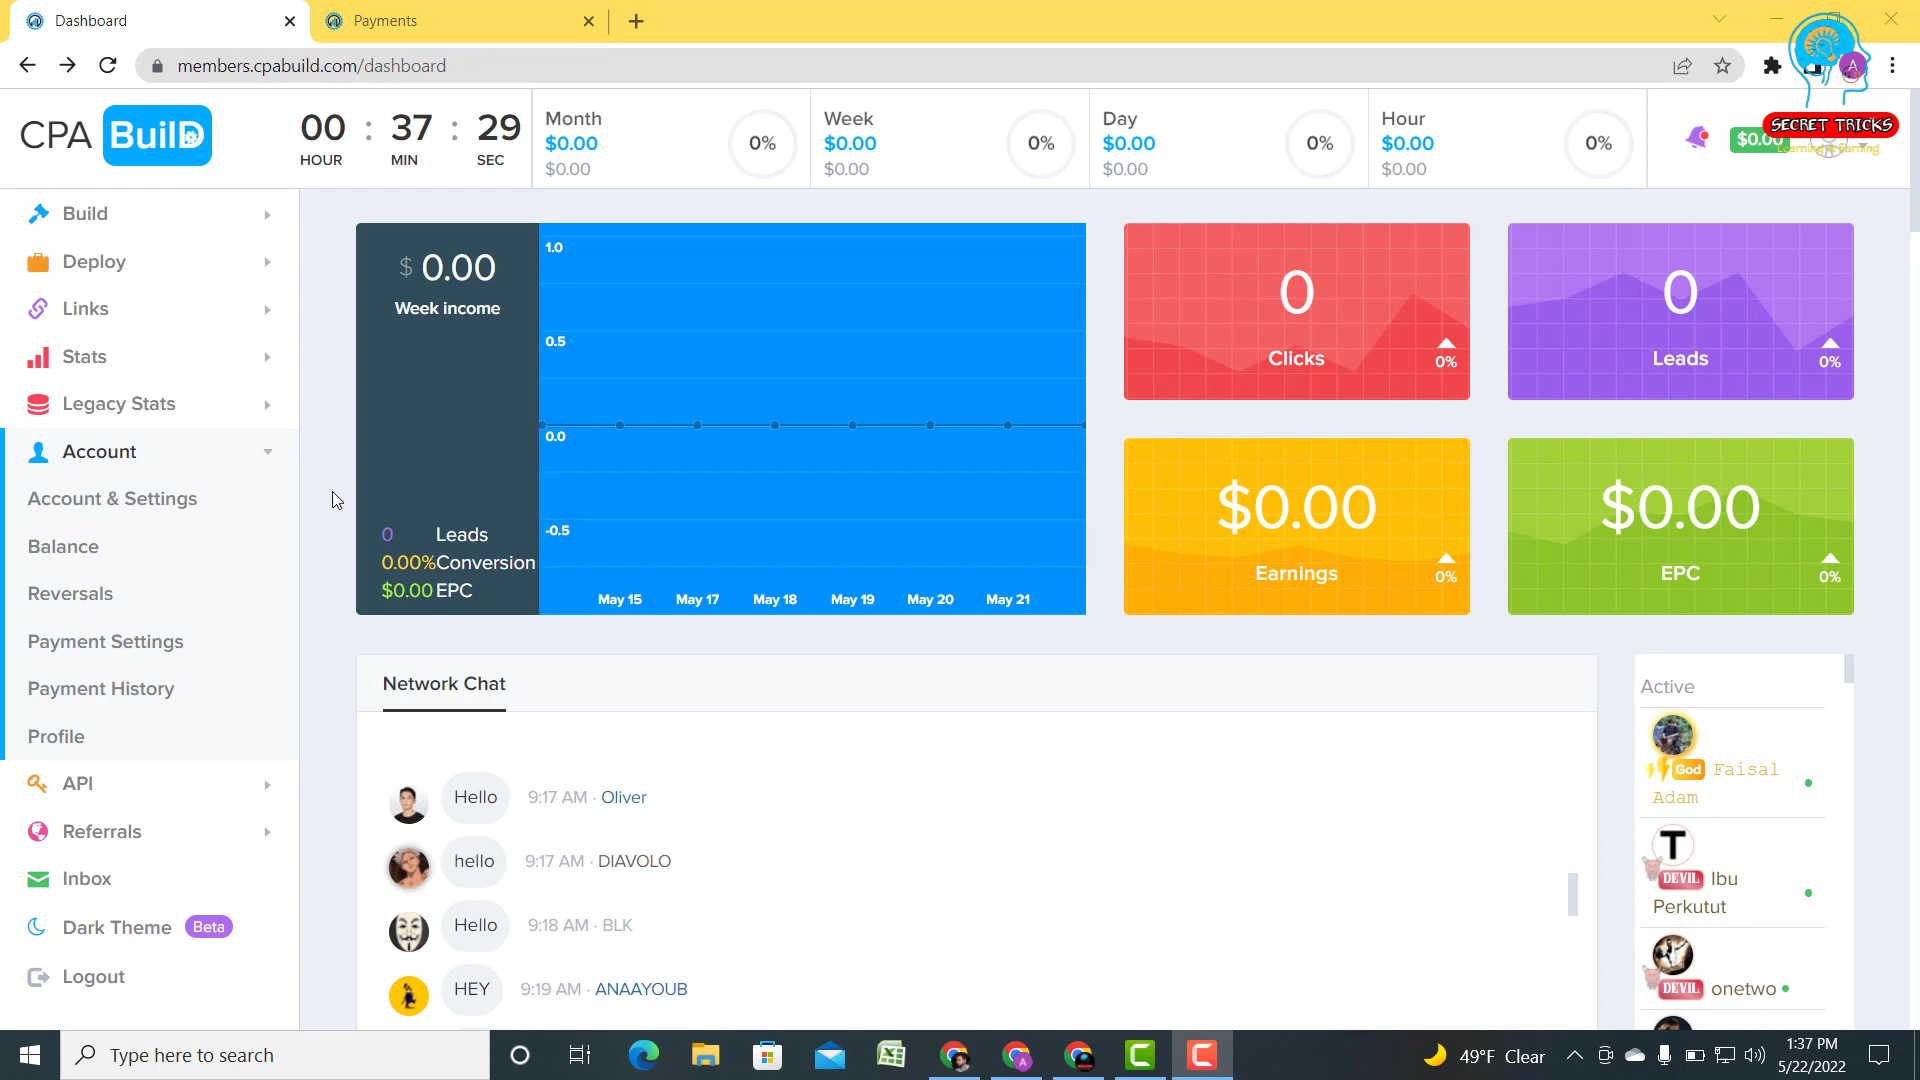 Dashboard
Payments
members.cpabuild.com/dashboard
CPA BuilD
00 : 37 : 29
HOUR MIN SEC
Month
$0.00
$0.00
0%
Week
$0.00
$0.00
0%
Day
$0.00
$0.00
0%
Hour
$0.00
$0.00
0%
$0.00
A
SECRET TRICKS
Learning & Earning
Build
Deploy
Links
Stats
Legacy Stats
Account
Account & Settings
Balance
Reversals
Payment Settings
Payment History
Profile
API
Referrals
Inbox
Dark Theme Beta
Logout
$ 0.00
Week income
0 Leads
0.00% Conversion
$0.00 EPC
1.0
0.5
0.0
-0.5
May 15 May 17 May 18 May 19 May 20 May 21
0
Clicks
0%
0
Leads
0%
$0.00
Earnings
0%
$0.00
EPC
0%
Network Chat
Hello 9:17 AM · Oliver
hello 9:17 AM · DIAVOLO
Hello 9:18 AM · BLK
HEY 9:19 AM · ANAAYOUB
Active
God Faisal
Adam
T
DEVIL Ibu
Perkutut
DEVIL onetwo
Type here to search
49°F Clear
1:37 PM
5/22/2022